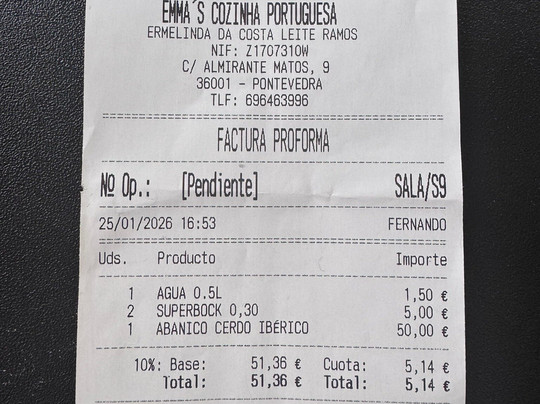 EMMA´S COZINHA PORTUGUESA
ERMELINDA DA COSTA LEITE RAMOS
NIF: Z1707310W
C/ ALMIRANTE MATOS, 9
36001 - PONTEVEDRA
TLF: 696463996
FACTURA PROFORMA
Nº Op.: [Pendiente] SALA/S9
25/01/2026 16:53 FERNANDO
Uds. Producto Importe
1 AGUA 0.5L 1,50 €
2 SUPERBOCK 0,30 5,00 €
1 ABANICO CERDO IBÉRICO 50,00 €
10%: Base: 51,36 € Cuota: 5,14 €
Total: 51,36 € Total: 5,14 €